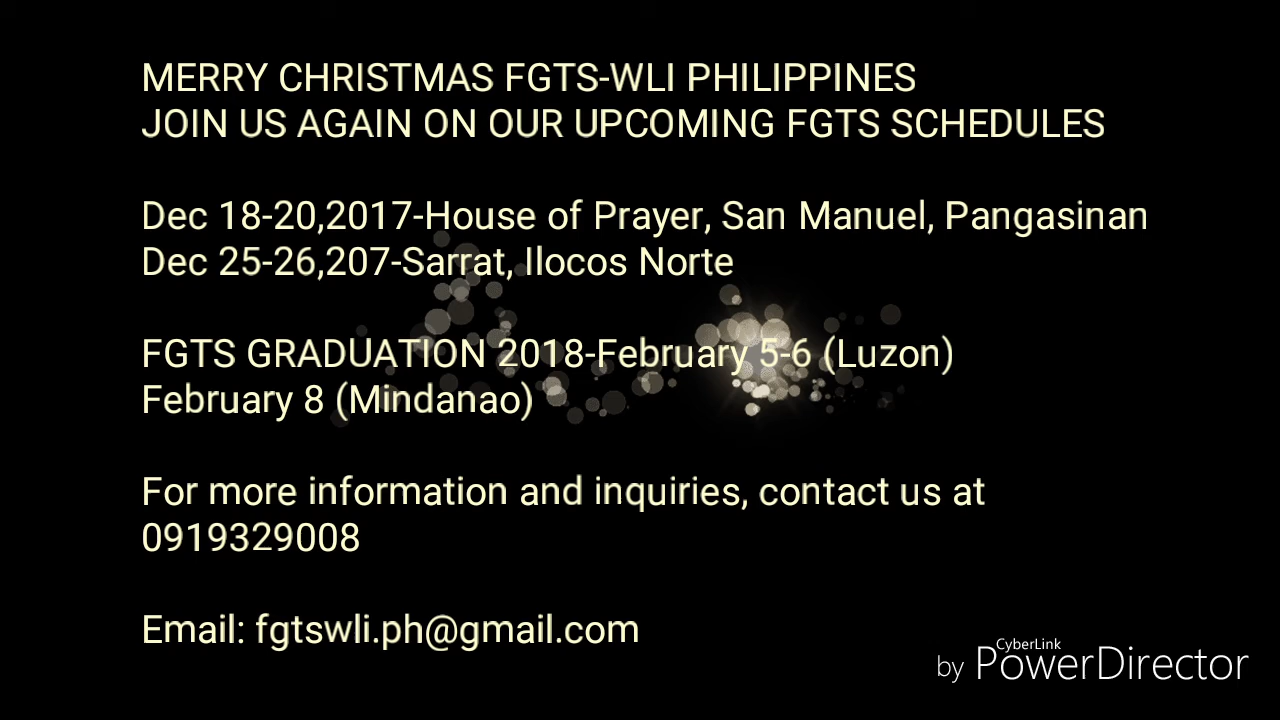 MERRY CHRISTMAS FGTS-WLI PHILIPPINES
JOIN US AGAIN ON OUR UPCOMING FGTS SCHEDULES
Dec 18-20,2017-House of Prayer, San Manuel, Pangasinan
Dec 25-26,207-Sarrat, Ilocos Norte
FGTS GRADUATION 2018-February 5-6 (Luzon)
February 8 (Mindanao)
For more information and inquiries, contact us at
0919329008
Email: fgtswli.ph@gmail.com
CyberLink
by PowerDirector